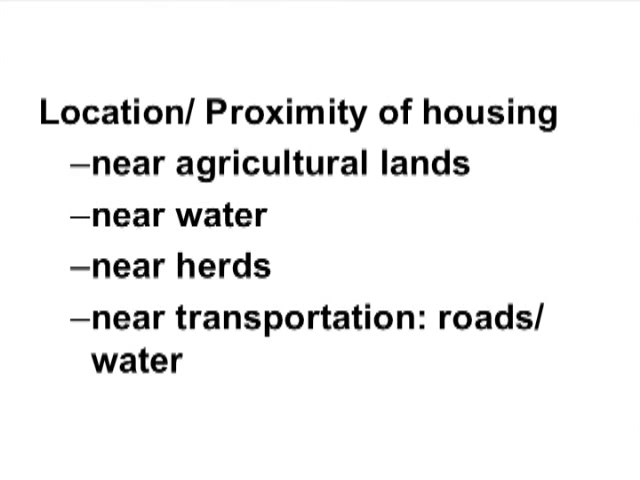 Location/ Proximity of housing
–near agricultural lands
–near water
–near herds
–near transportation: roads/
water